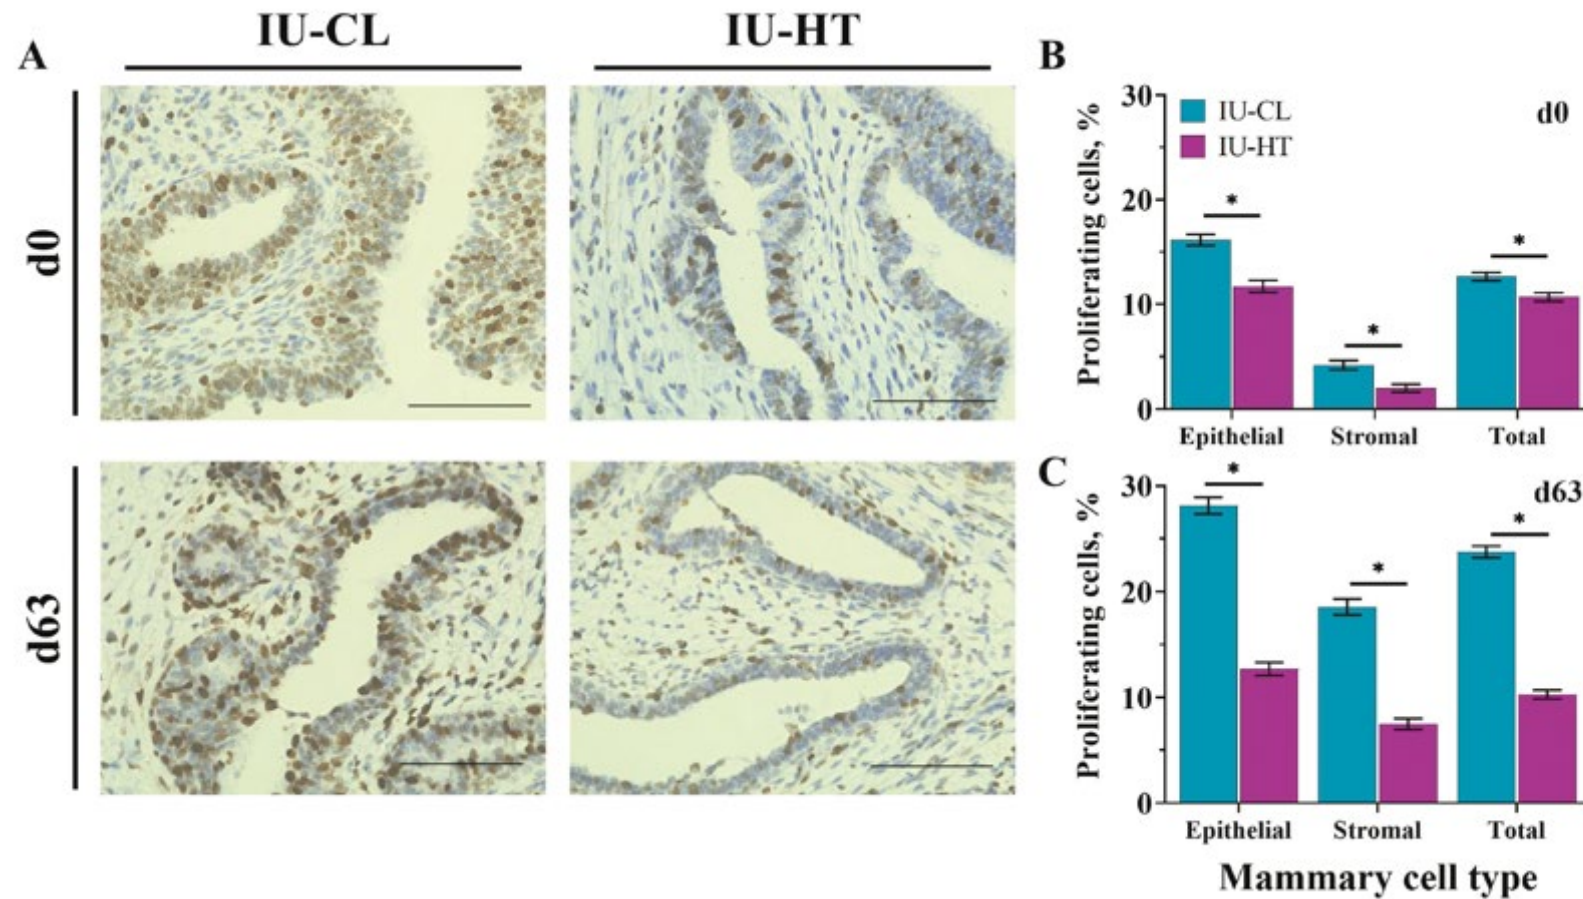 IU-CL
IU-HT
A
d0
d63
B
30
20
10
0
Proliferating cells, %
IU-CL
IU-HT
d0
*
*
*
Epithelial
Stromal
Total
C
30
20
10
0
Proliferating cells, %
d63
*
*
*
Epithelial
Stromal
Total
Mammary cell type